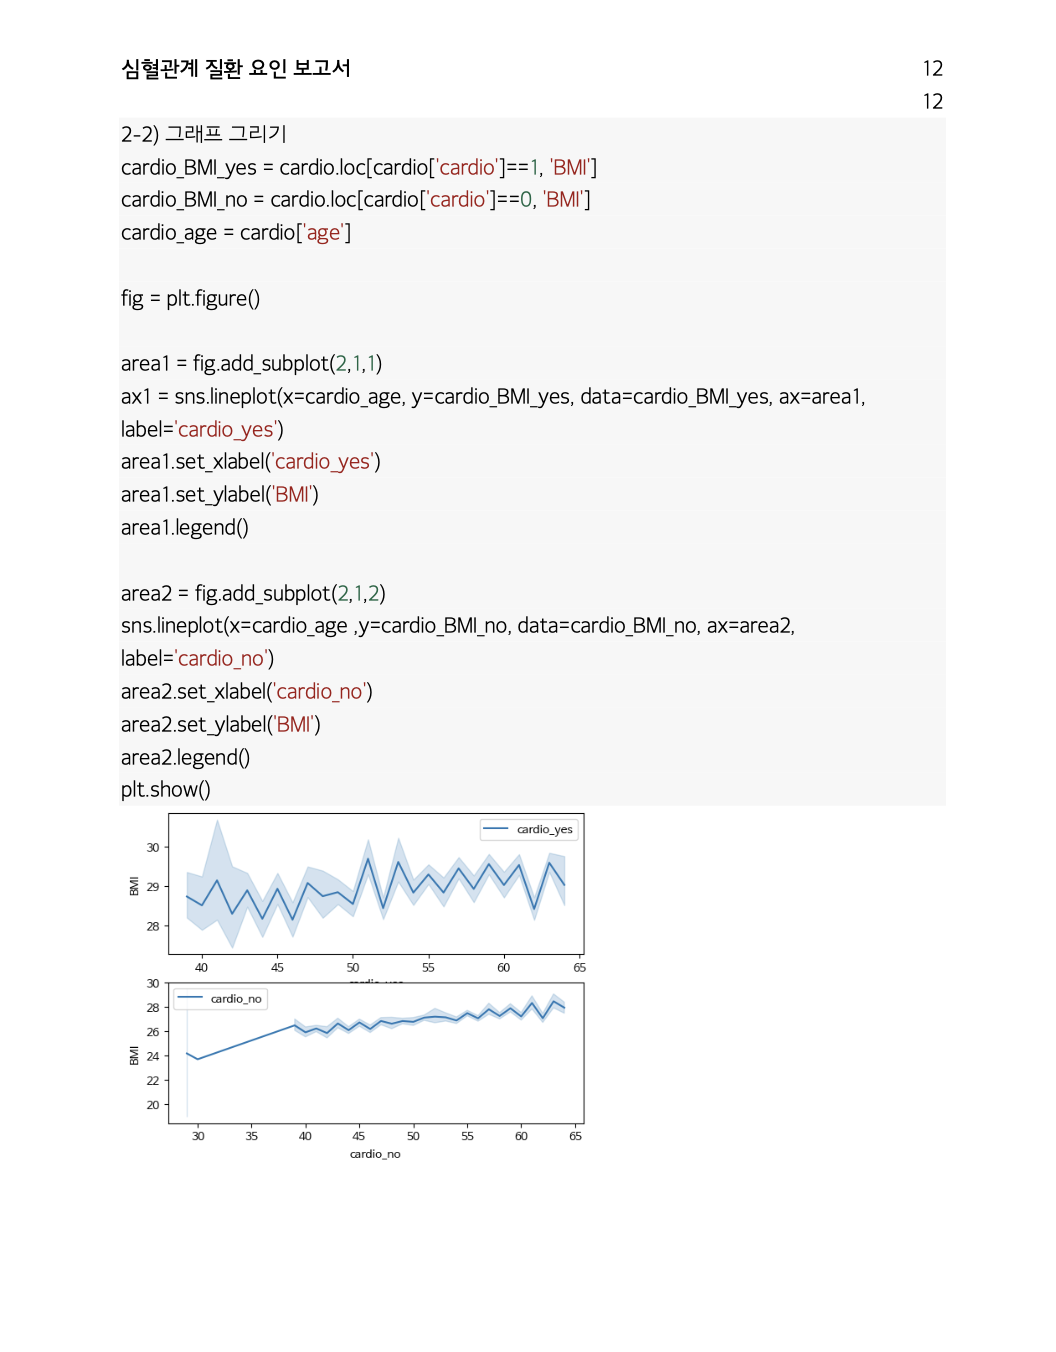 심혈관계 질환 요인 보고서 12
12
2-2) 그래프 그리기
cardio_BMI_yes = cardio.loc[cardio['cardio']==1, 'BMI']
cardio_BMI_no = cardio.loc[cardio['cardio']==0, 'BMI']
cardio_age = cardio['age']
fig = plt.figure()
area1 = fig.add_subplot(2,1,1)
ax1 = sns.lineplot(x=cardio_age, y=cardio_BMI_yes, data=cardio_BMI_yes, ax=area1,
label='cardio_yes')
area1.set_xlabel('cardio_yes')
area1.set_ylabel('BMI')
area1.legend()
area2 = fig.add_subplot(2,1,2)
sns.lineplot(x=cardio_age ,y=cardio_BMI_no, data=cardio_BMI_no, ax=area2,
label='cardio_no')
area2.set_xlabel('cardio_no')
area2.set_ylabel('BMI')
area2.legend()
plt.show()
cardio_yes
30
29
28
BMI
40 45 50 55 60 65
cardio_no
30
28
26
24
22
20
BMI
30 35 40 45 50 55 60 65
cardio_no